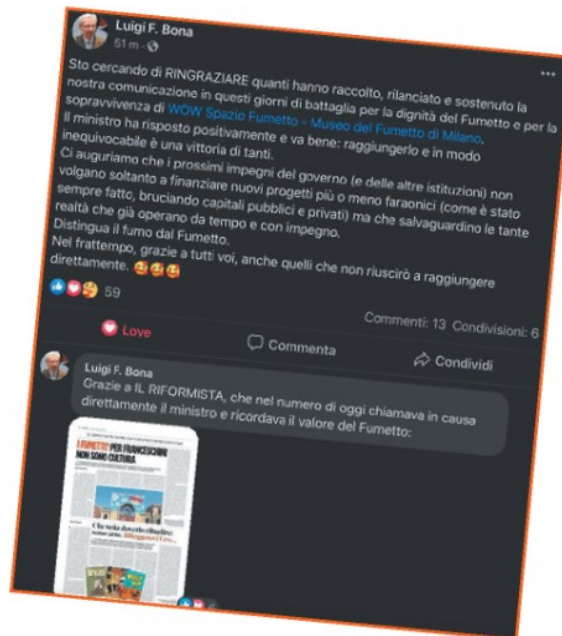 Luigi F. Bona
51 m
Sto cercando di RINGRAZIARE quanti hanno raccolto, rilanciato e sostenuto la
nostra comunicazione in questi giorni di battaglia per la dignità del Fumetto e per la
sopravvivenza di WOW Spazio Fumetto - Museo del Fumetto di Milano.
Il ministro ha risposto positivamente e va bene: raggiungerlo e in modo
inequivocabile è una vittoria di tanti.
Ci auguriamo che i prossimi impegni del governo (e delle altre istituzioni) non
volgano soltanto a finanziare nuovi progetti più o meno faraonici (come è stato
sempre fatto, bruciando capitali pubblici e privati) ma che salvaguardino le tante
realtà che già operano da tempo e con impegno.
Distingua il fumo dal Fumetto.
Nel frattempo, grazie a tutti voi, anche quelli che non riuscirò a raggiungere
direttamente. 🥰🥰🥰
59
Commenti: 13 Condivisioni: 6
Love
Commenta
Condividi
Luigi F. Bona
Grazie a IL RIFORMISTA, che nel numero di oggi chiamava in causa
direttamente il ministro e ricordava il valore del Fumetto:
I FUMETTI? PER FRANCESCHINI
NON SONO CULTURA